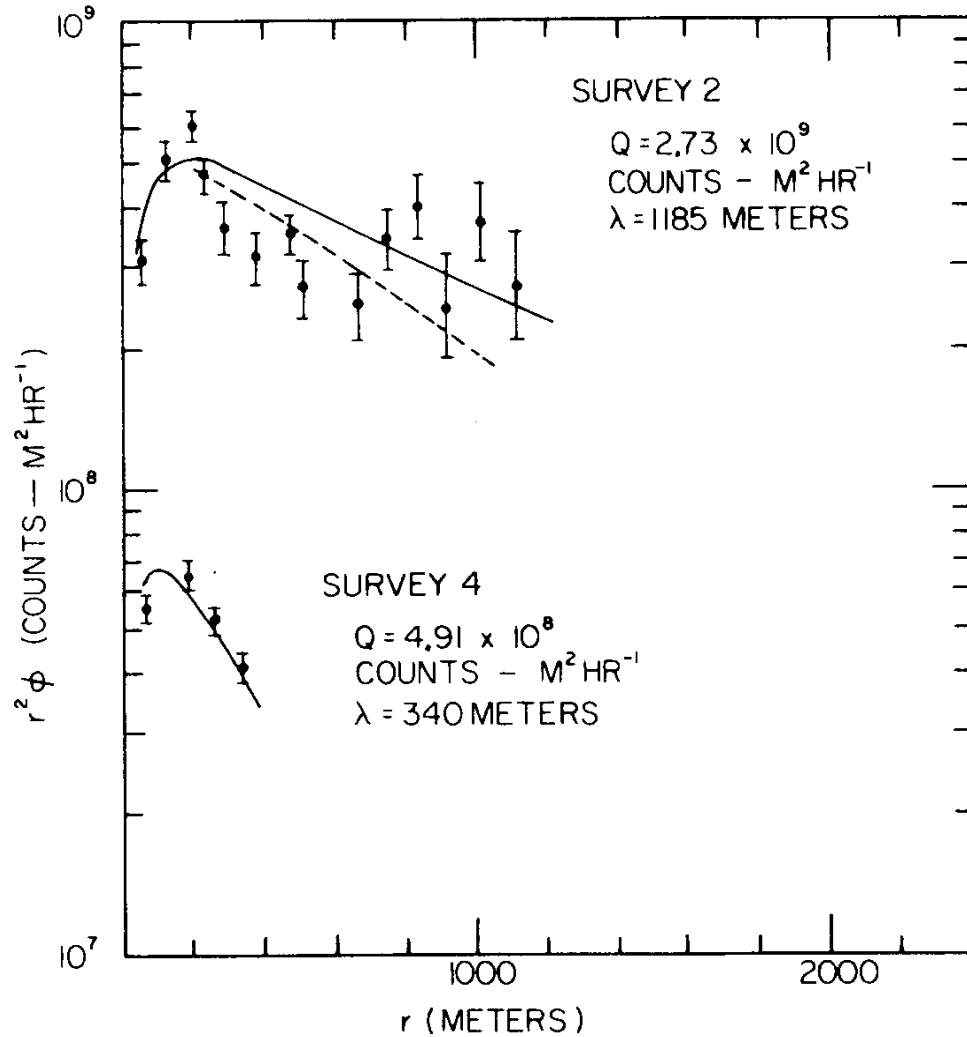 10⁹
SURVEY 2
Q = 2.73 × 10⁹
COUNTS – M² HR⁻¹
λ = 1185 METERS
r² ϕ (COUNTS — M² HR⁻¹)
10⁸
SURVEY 4
Q = 4.91 × 10⁸
COUNTS – M² HR⁻¹
λ = 340 METERS
10⁷
1000
2000
r (METERS)